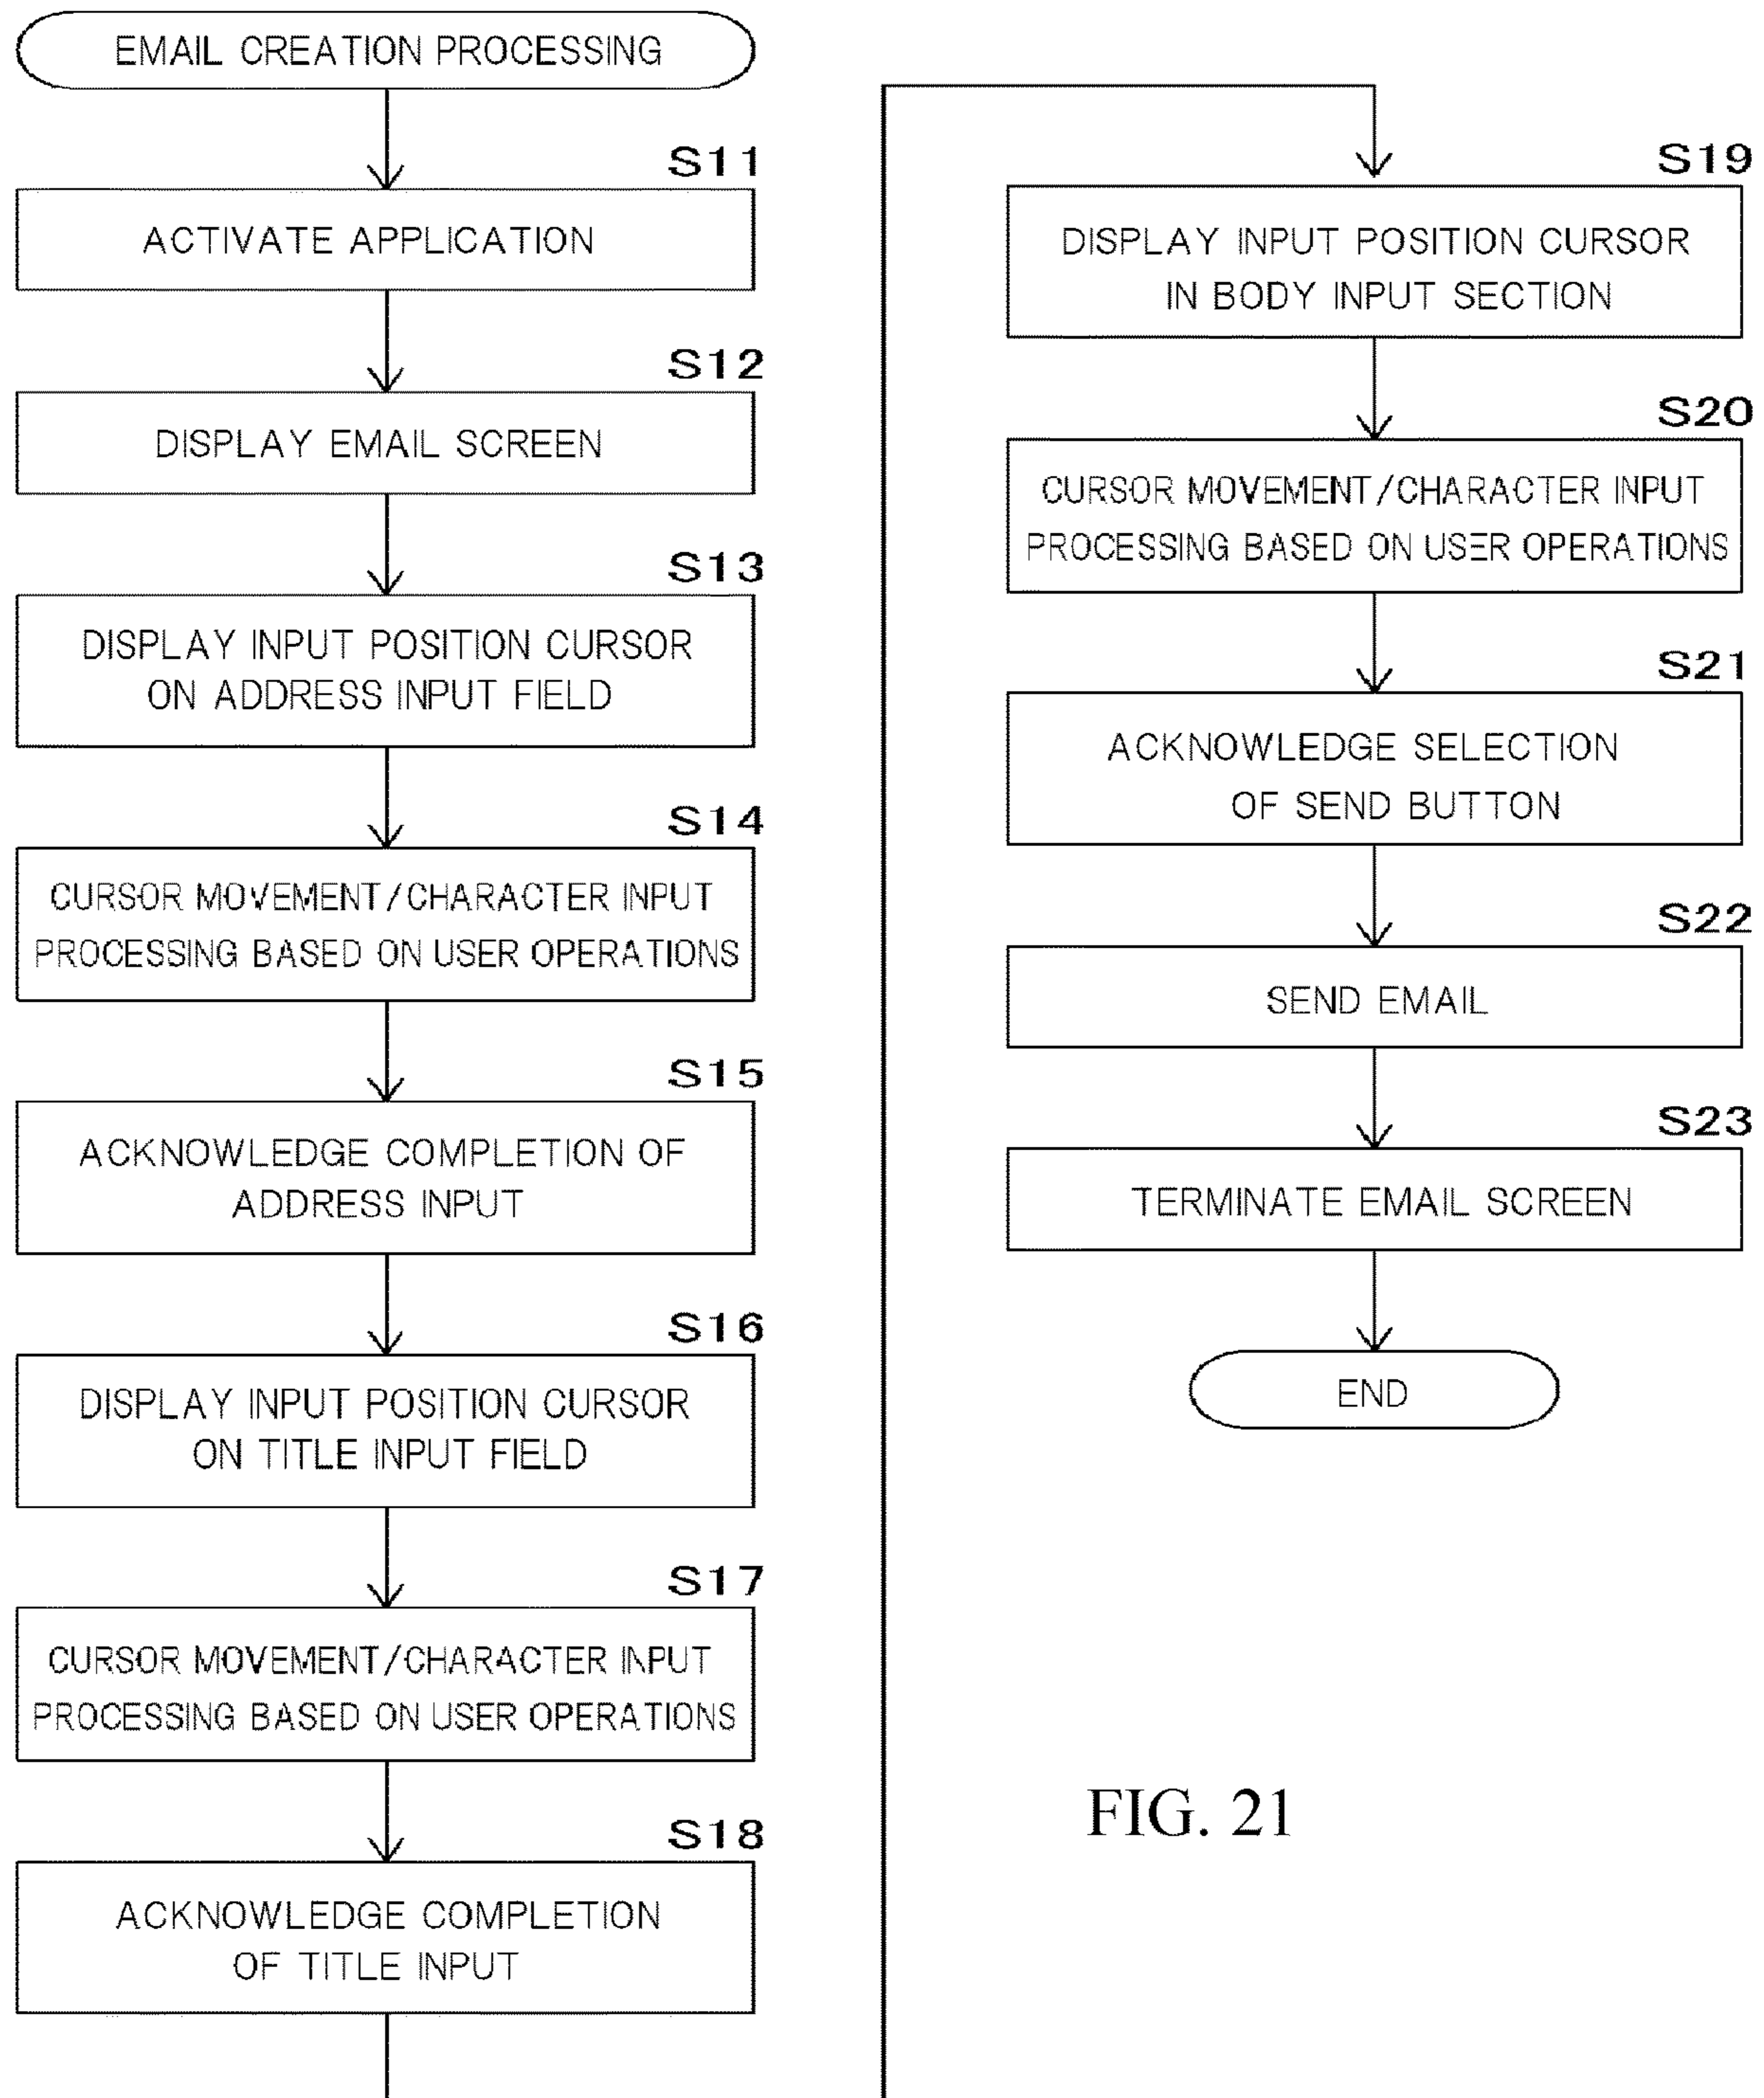 EMAIL CREATION PROCESSING
S11
ACTIVATE APPLICATION
S12
DISPLAY EMAIL SCREEN
S13
DISPLAY INPUT POSITION CURSOR
ON ADDRESS INPUT FIELD
S14
CURSOR MOVEMENT/CHARACTER INPUT
PROCESSING BASED ON USER OPERATIONS
S15
ACKNOWLEDGE COMPLETION OF
ADDRESS INPUT
S16
DISPLAY INPUT POSITION CURSOR
ON TITLE INPUT FIELD
S17
CURSOR MOVEMENT/CHARACTER INPUT
PROCESSING BASED ON USER OPERATIONS
S18
ACKNOWLEDGE COMPLETION
OF TITLE INPUT
S19
DISPLAY INPUT POSITION CURSOR
IN BODY INPUT SECTION
S20
CURSOR MOVEMENT/CHARACTER INPUT
PROCESSING BASED ON USER OPERATIONS
S21
ACKNOWLEDGE SELECTION
OF SEND BUTTON
S22
SEND EMAIL
S23
TERMINATE EMAIL SCREEN
END
FIG. 21